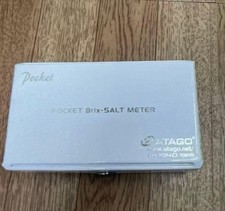 Pocket
POCKET Brix-SALT METER
ATAGO
www.atago.net/